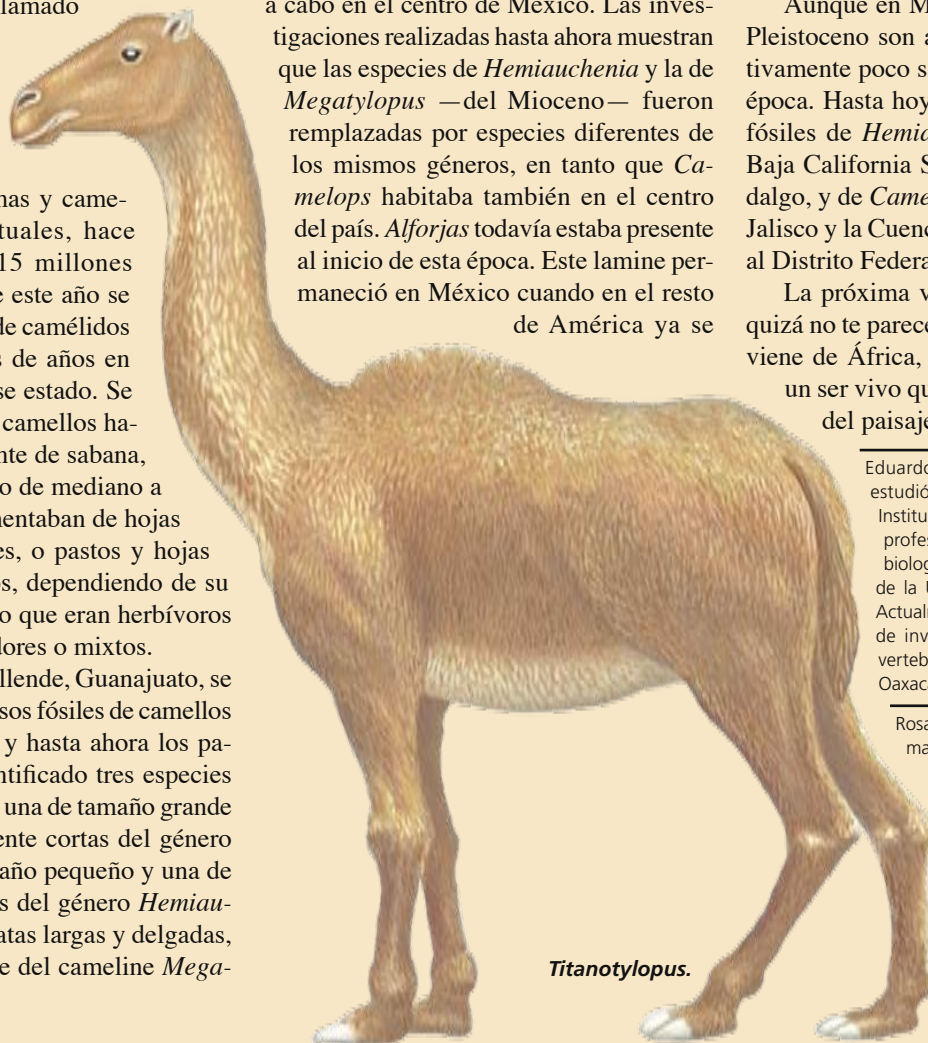 lamado
mas y came-
tuales, hace
15 millones
e este año se
de camélidos
s de años en
se estado. Se
camellos ha-
nte de sabana,
o de mediano a
nentaban de hojas
es, o pastos y hojas
os, dependiendo de su
o que eran herbívoros
dores o mixtos.
llende, Guanajuato, se
sos fósiles de camellos
y hasta ahora los pa-
ntificado tres especies
una de tamaño grande
ente cortas del género
año pequeño y una de
s del género Hemiau-
atas largas y delgadas,
e del cameline Mega-
a cabo en el centro de México. Las inves-
tigaciones realizadas hasta ahora muestran
que las especies de Hemiauchenia y la de
Megatylopus —del Mioceno— fueron
remplazadas por especies diferentes de
los mismos géneros, en tanto que Ca-
melops habitaba también en el centro
del país. Alforjas todavía estaba presente
al inicio de esta época. Este lamine per-
maneció en México cuando en el resto
de América ya se
Aunque en M
Pleistoceno son a
tivamente poco s
época. Hasta hoy
fósiles de Hemia
Baja California S
dalgo, y de Came
Jalisco y la Cuenc
al Distrito Federa
La próxima v
quizá no te parece
viene de África,
un ser vivo qu
del paisaje
Eduardo
estudió
Institu
profes
biolog
de la U
Actualm
de inv
verteb
Oaxaca
Rosa
ma
Titanotylopus.